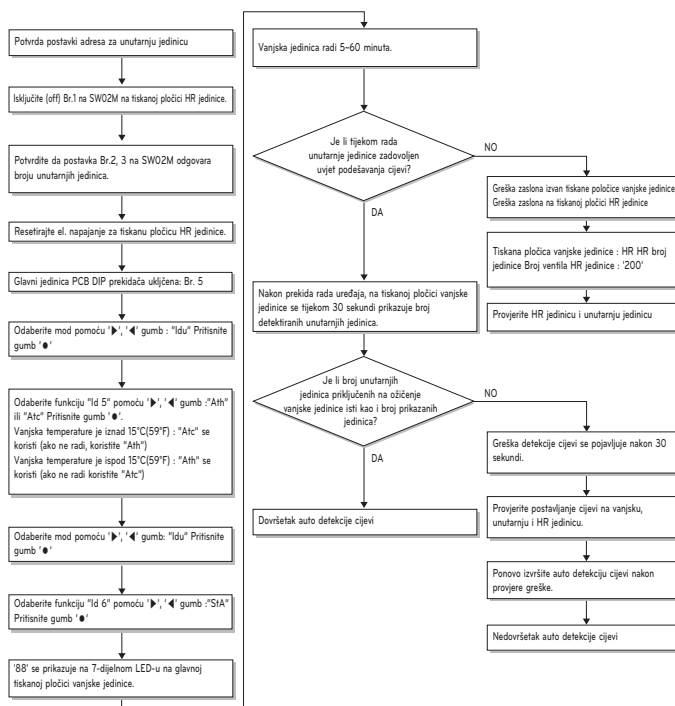 Potvrda postavki adresa za unutarnju jedinicu
Isključite (off) Br.1 na SW02M na tiskanoj pločici HR jedinice.
Potvrdite da postavka Br.2, 3 na SW02M odgovara
broju unutarnjih jedinica.
Resetirajte el. napajanje za tiskanu pločicu HR jedinice.
Glavni jedinica PCB DIP prekidača uključena: Br. 5
Odaberite mod pomoću '▶', '◀' gumb : "Idu" Pritisnite
gumb '●'
Odaberite funkciju "Id 5" pomoću '▶', '◀' gumb :"Ath"
ili "Atc" Pritisnite gumb '●'.
Vanjska temperature je iznad 15°C(59°F) : "Atc" se
koristi (ako ne radi, koristite "Ath")
Vanjska temperature je ispod 15°C(59°F) : "Ath" se
koristi (ako ne radi koristite "Atc")
Odaberite mod pomoću '▶', '◀' gumb: "Idu" Pritisnite
gumb '●'
Odaberite funkciju "Id 6" pomoću '▶', '◀' gumb :"StA"
Pritisnite gumb '●'
'88' se prikazuje na 7-dijelnom LED-u na glavnoj
tiskanoj pločici vanjske jedinice.
Vanjska jedinica radi 5-60 minuta.
Je li tijekom rada
unutarnje jedinice zadovoljen
uvjet podešavanja cijevi?
NO
DA
Greška zaslona izvan tiskane poločice vanjske jedinice
Greška zaslona na tiskanoj pločici HR jedinice
Tiskana pločica vanjske jedinice : HR HR broj
jedinice Broj ventila HR jedinice : '200'
Provjerite HR jedinicu i unutarnju jedinicu
Nakon prekida rada uređaja, na tiskanoj pločici vanjske
jedinice se tijekom 30 sekundi prikazuje broj
detektiranih unutarnjih jedinica.
Je li broj unutarnjih
jedinica priključenih na ožičenje
vanjske jedinice isti kao i broj prikazanih
jedinica?
NO
DA
Dovršetak auto detekcije cijevi
Greška detekcije cijevi se pojavljuje nakon 30
sekundi.
Provjerite postavljanje cijevi na vanjsku,
unutarnju i HR jedinicu.
Ponovo izvršite auto detekciju cijevi nakon
provjere greške.
Nedovršetak auto detekcije cijevi